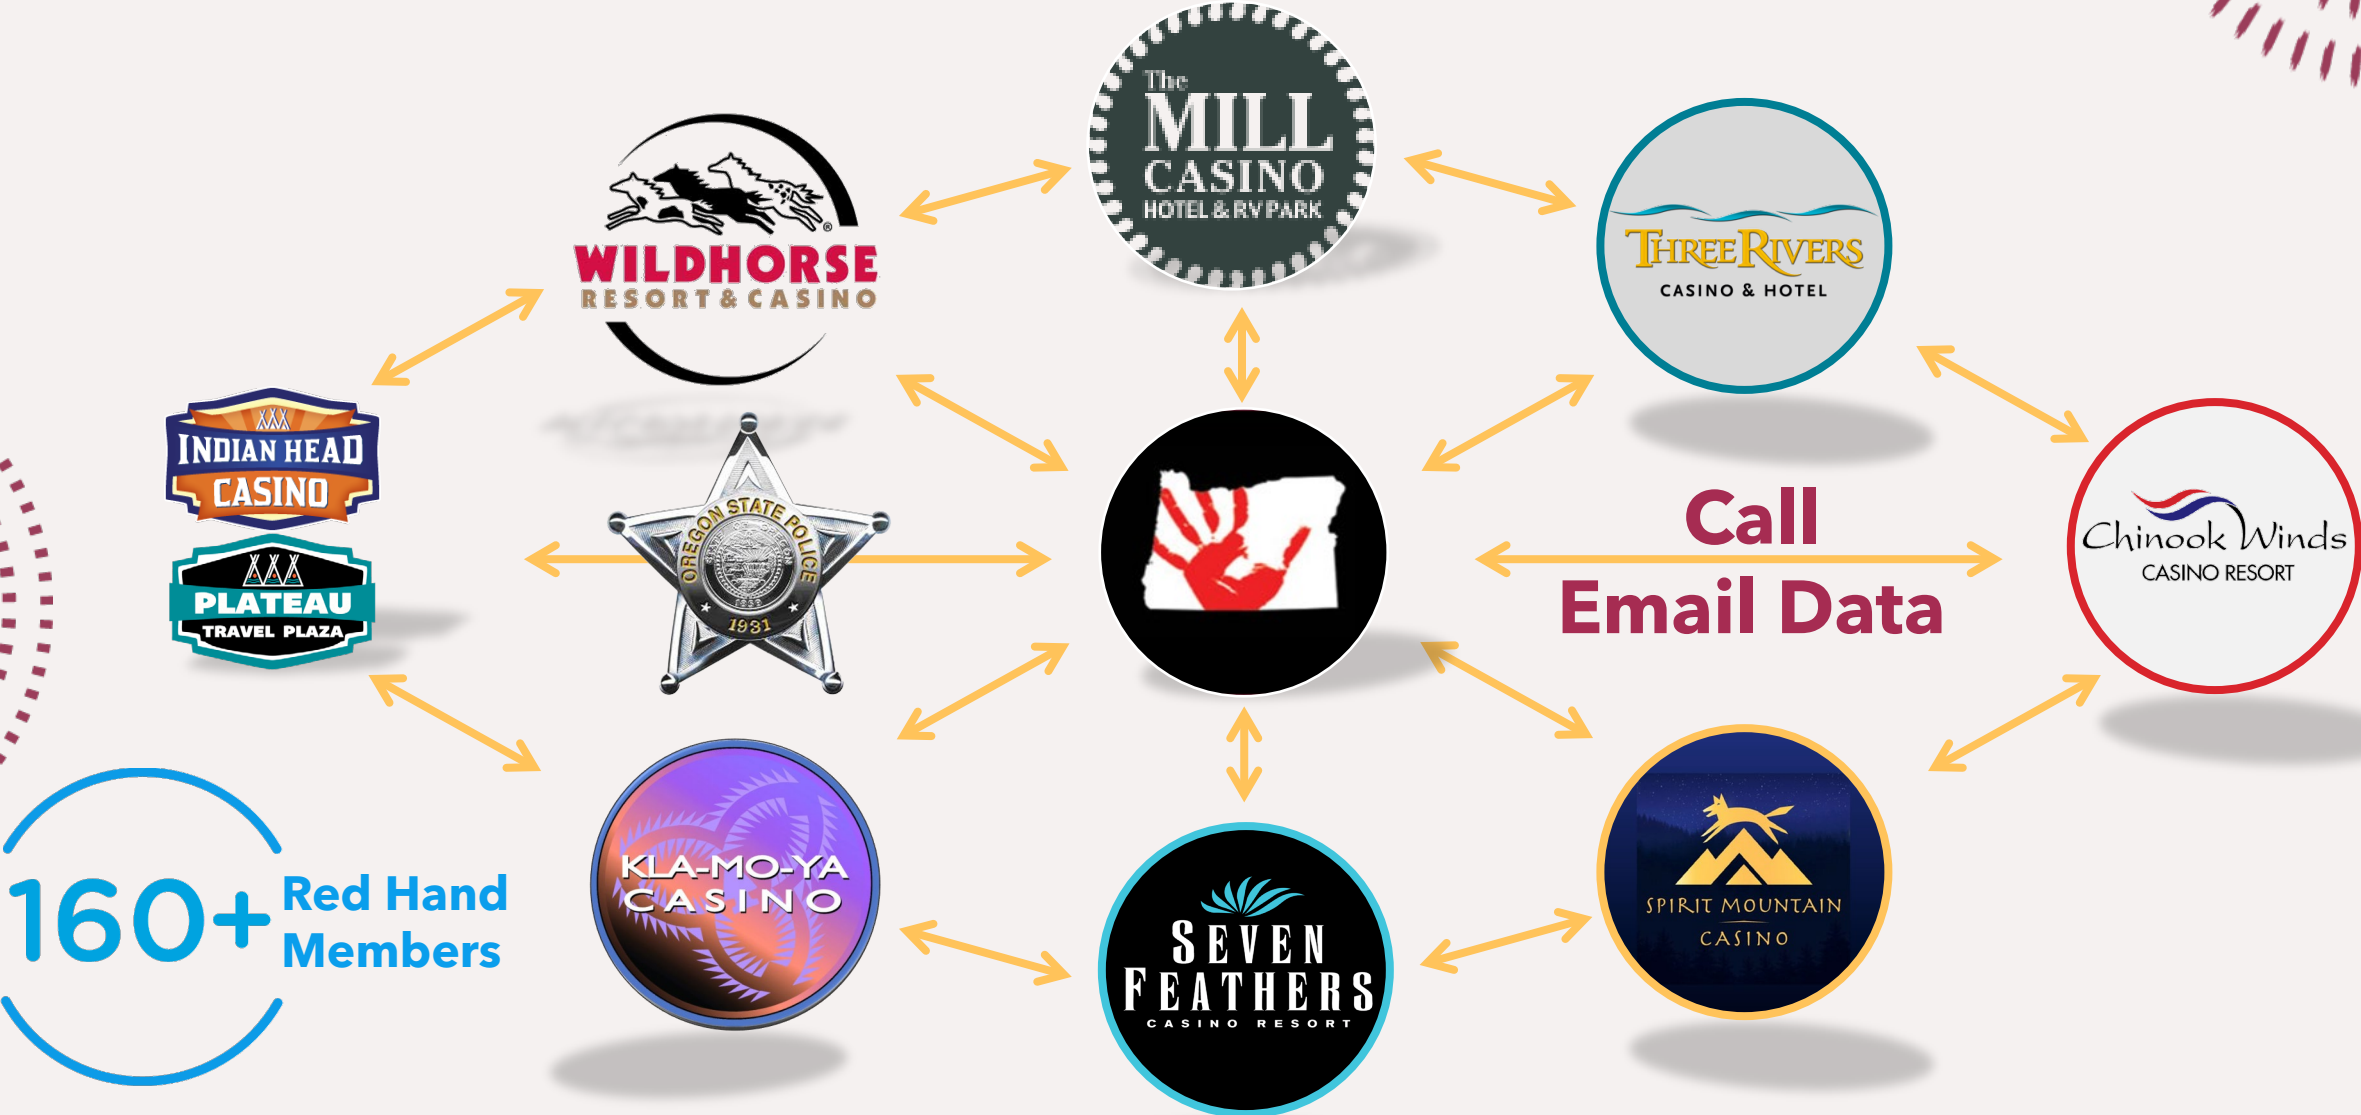 The
MILL
CASINO
HOTEL & RV PARK
WILDHORSE
RESORT & CASINO
®
THREE RIVERS
CASINO & HOTEL
INDIAN HEAD
CASINO
PLATEAU
TRAVEL PLAZA
OREGON STATE POLICE
1931
Call
Email Data
Chinook Winds
CASINO RESORT
160+
Red Hand
Members
KLA-MO-YA
CASINO
SEVEN
FEATHERS
CASINO RESORT
SPIRIT MOUNTAIN
CASINO